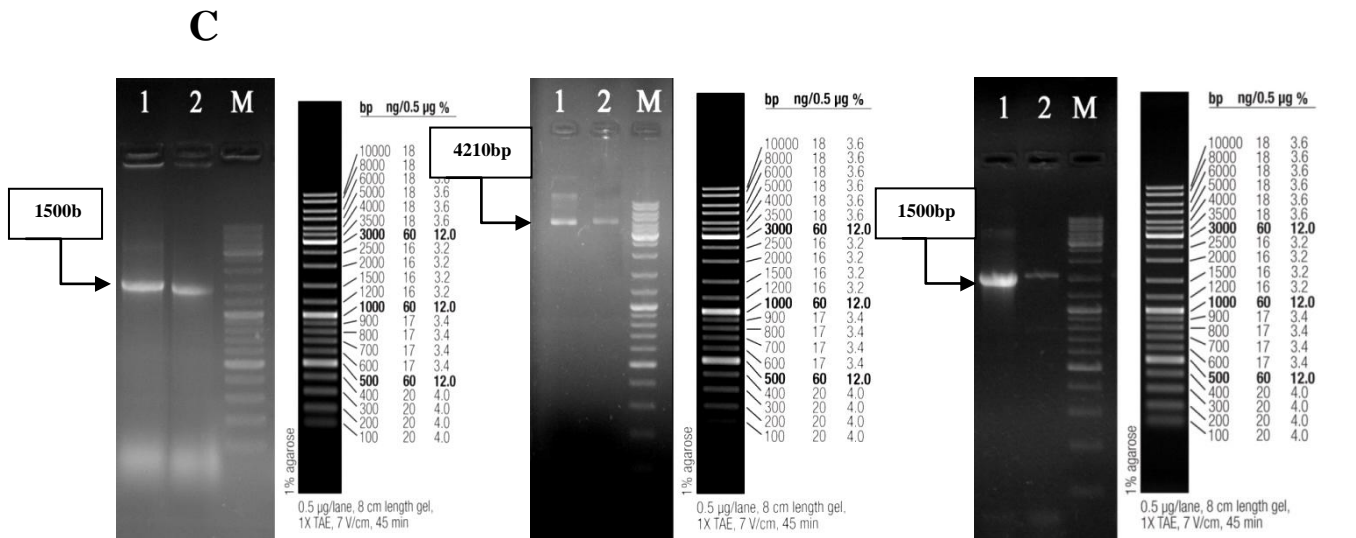 C
1 2 M
1500b
bp ng/0.5 µg %
10000 18
8000 18
6000 18
5000 18 3.6
4000 18 3.6
3500 18 3.6
3000 60 12.0
2500 16 3.2
2000 16 3.2
1500 16 3.2
1200 16 3.2
1000 60 12.0
900 17 3.4
800 17 3.4
700 17 3.4
600 17 3.4
500 60 12.0
400 20 4.0
300 20 4.0
200 20 4.0
100 20 4.0
1% agarose
0.5 µg/lane, 8 cm length gel,
1X TAE, 7 V/cm, 45 min
1 2 M
4210bp
bp ng/0.5 µg %
10000 18 3.6
8000 18 3.6
6000 18 3.6
5000 18 3.6
4000 18 3.6
3500 18 3.6
3000 60 12.0
2500 16 3.2
2000 16 3.2
1500 16 3.2
1200 16 3.2
1000 60 12.0
900 17 3.4
800 17 3.4
700 17 3.4
600 17 3.4
500 60 12.0
400 20 4.0
300 20 4.0
200 20 4.0
100 20 4.0
1% agarose
0.5 µg/lane, 8 cm length gel,
1X TAE, 7 V/cm, 45 min
1 2 M
1500bp
bp ng/0.5 µg %
10000 18 3.6
8000 18 3.6
6000 18 3.6
5000 18 3.6
4000 18 3.6
3500 18 3.6
3000 60 12.0
2500 16 3.2
2000 16 3.2
1500 16 3.2
1200 16 3.2
1000 60 12.0
900 17 3.4
800 17 3.4
700 17 3.4
600 17 3.4
500 60 12.0
400 20 4.0
300 20 4.0
200 20 4.0
100 20 4.0
1% agarose
0.5 µg/lane, 8 cm length gel,
1X TAE, 7 V/cm, 45 min